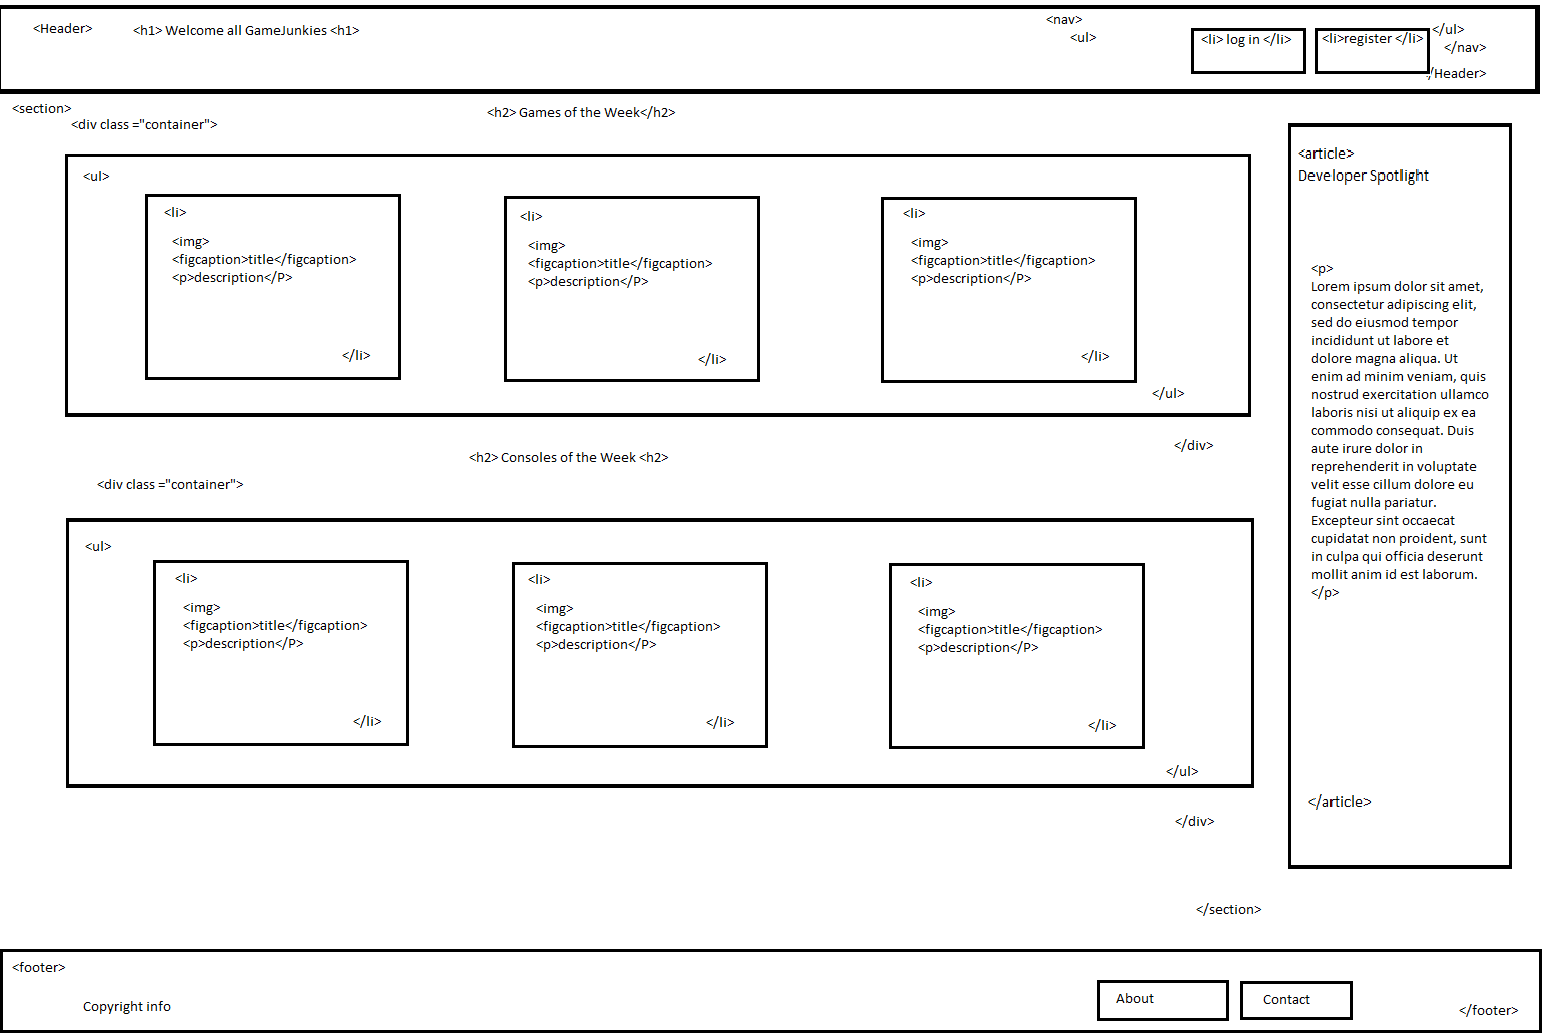 <Header>
<h1> Welcome all GameJunkies <h1>
<nav>
<ul>
<li> log in </li>
<li>register </li>
</ul>
</nav>
/Header>
<section>
<div class ="container">
<h2> Games of the Week</h2>
<ul>
<li>
<img>
<figcaption>title</figcaption>
<p>description</P>
</li>
<li>
<img>
<figcaption>title</figcaption>
<p>description</P>
</li>
<li>
<img>
<figcaption>title</figcaption>
<p>description</P>
</li>
</ul>
</div>
<h2> Consoles of the Week <h2>
<div class ="container">
<ul>
<li>
<img>
<figcaption>title</figcaption>
<p>description</P>
</li>
<li>
<img>
<figcaption>title</figcaption>
<p>description</P>
</li>
<li>
<img>
<figcaption>title</figcaption>
<p>description</P>
</li>
</ul>
</div>
<article>
Developer Spotlight
<p>
Lorem ipsum dolor sit amet,
consectetur adipiscing elit,
sed do eiusmod tempor
incididunt ut labore et
dolore magna aliqua. Ut
enim ad minim veniam, quis
nostrud exercitation ullamco
laboris nisi ut aliquip ex ea
commodo consequat. Duis
aute irure dolor in
reprehenderit in voluptate
velit esse cillum dolore eu
fugiat nulla pariatur.
Excepteur sint occaecat
cupidatat non proident, sunt
in culpa qui officia deserunt
mollit anim id est laborum.
</p>
</article>
</section>
<footer>
Copyright info
About
Contact
</footer>